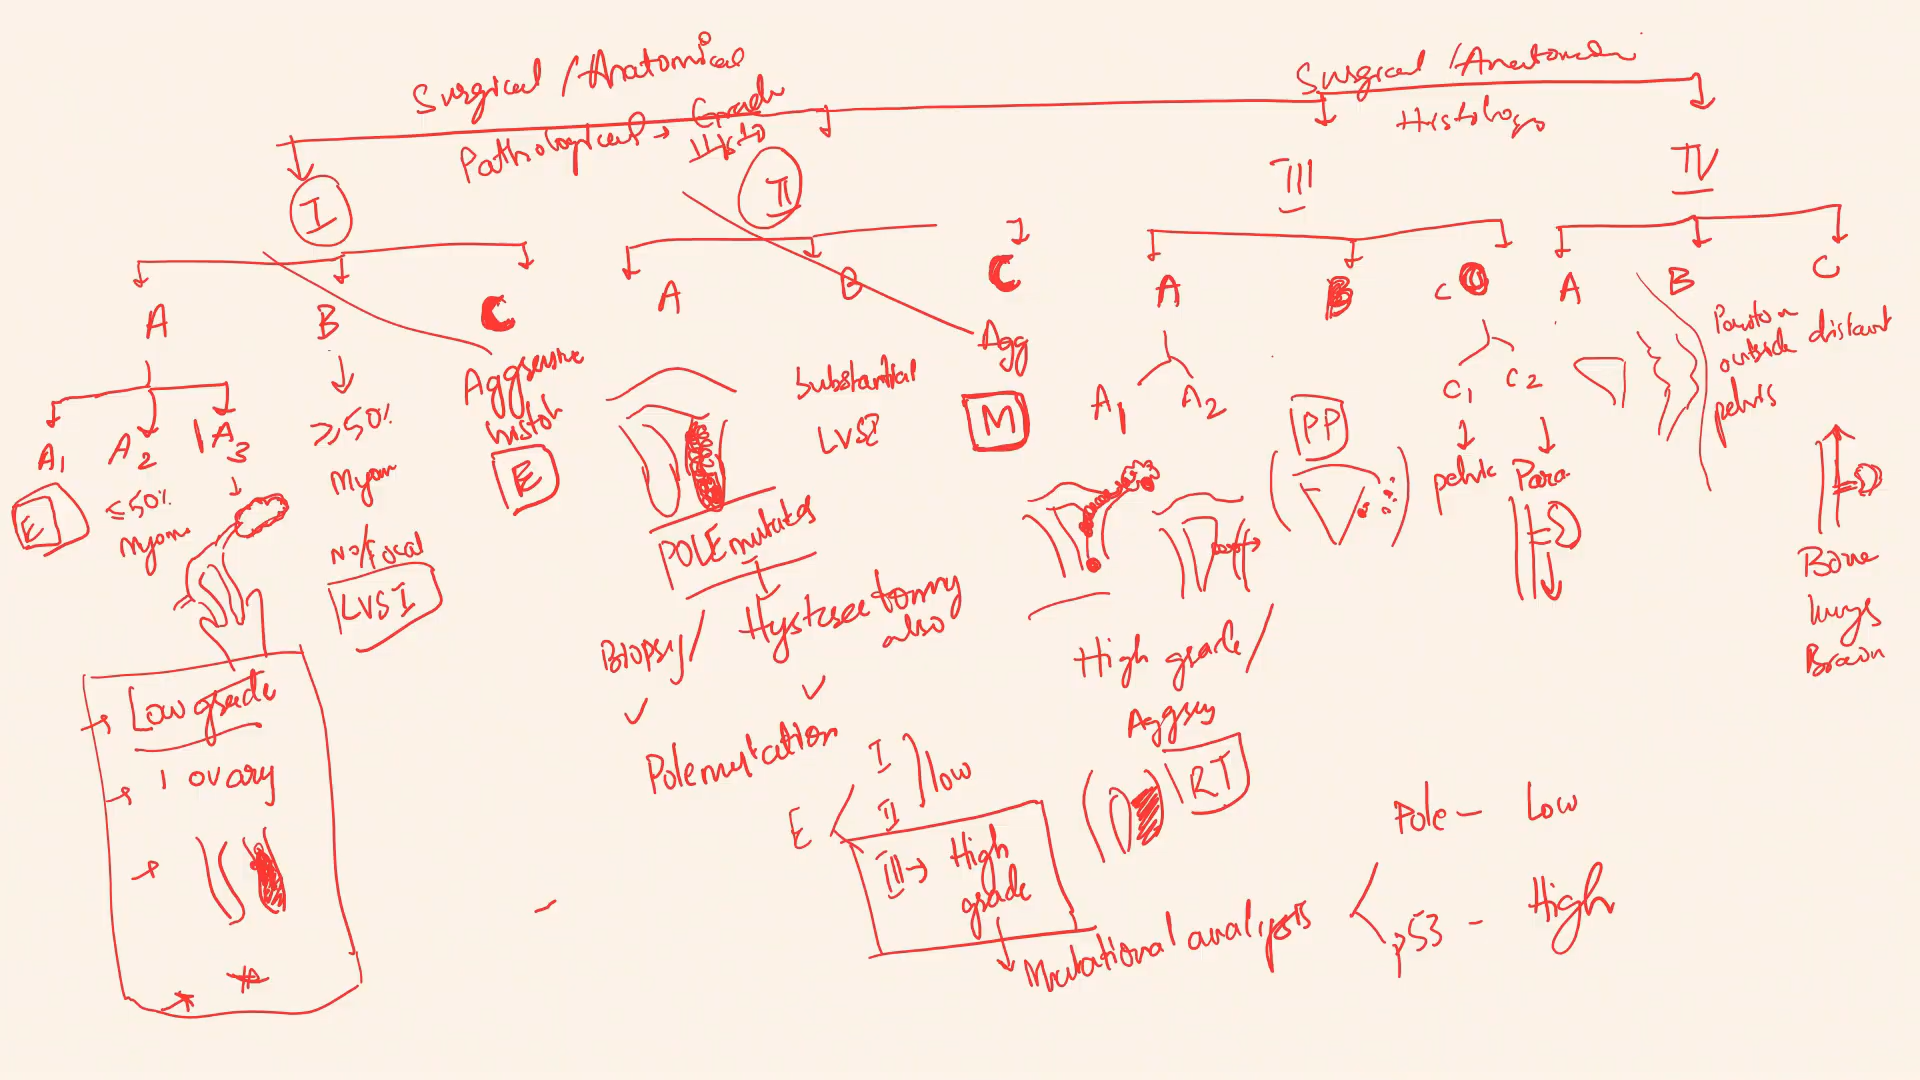 Surgical / Anatomical
Pathological → Grade
Histo
Surgical / Anatomical
Histology
I
II
III
IV
A
B
C
A
B
C
A
B
C
A
B
C
A1
A2
A3
E
≤50%
Myom
≥50%
Myom
No/Focal
LVSI
Aggressive
histol
E
Substantial
LVSI
Agg
M
POLE mutated
Biopsy/
Hysterectomy
also
Polemutation
Low grade
1 ovary
A1
A2
PP
C1
C2
pelvic
Para
High grade/
Aggsuy
RT
Periton
outside distant
pelvis
Bone
lungs
Brain
E
I
II
low
III → High
grade
Mutational analysis
Pole - Low
p53 - High